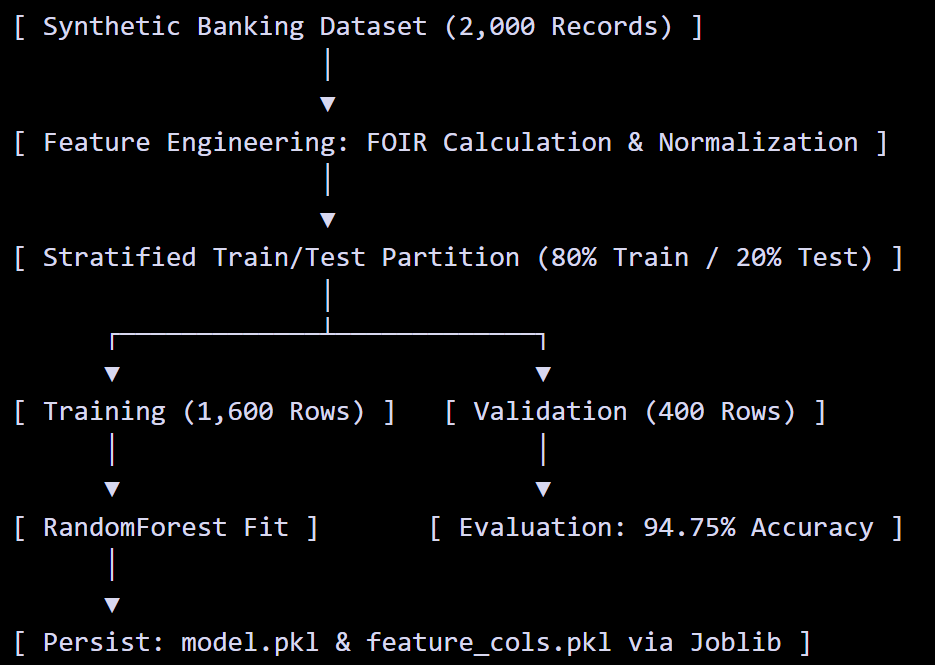 [ Synthetic Banking Dataset (2,000 Records) ]
[ Feature Engineering: FOIR Calculation & Normalization ]
[ Stratified Train/Test Partition (80% Train / 20% Test) ]
[ Training (1,600 Rows) ] [ Validation (400 Rows) ]
[ RandomForest Fit ] [ Evaluation: 94.75% Accuracy ]
[ Persist: model.pkl & feature_cols.pkl via Joblib ]